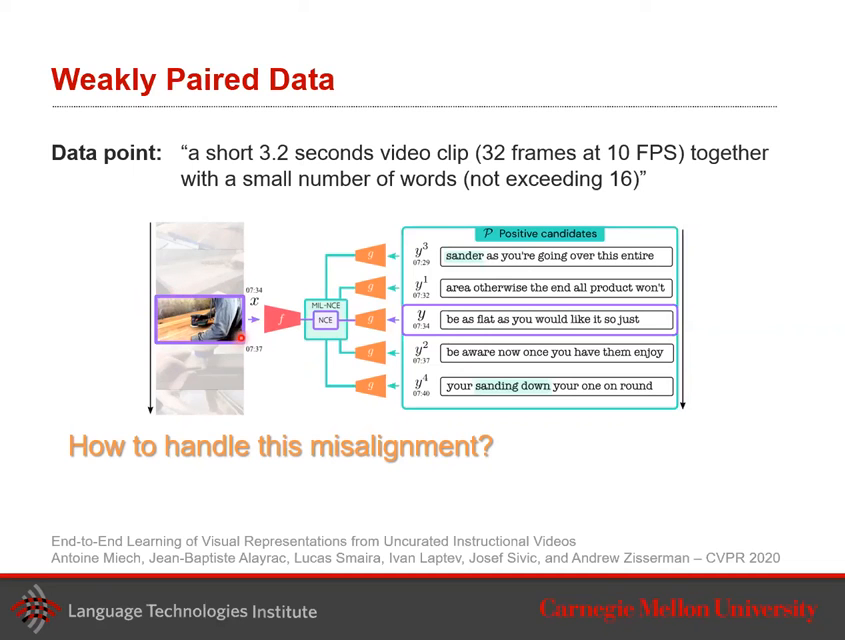 Weakly Paired Data
Data point: “a short 3.2 seconds video clip (32 frames at 10 FPS) together
with a small number of words (not exceeding 16)”
𝒫 Positive candidates
y³ 07:29 sander as you're going over this entire
y¹ 07:32 area otherwise the end all product won't
y 07:34 be as flat as you would like it so just
y² 07:37 be aware now once you have them enjoy
y⁴ 07:40 your sanding down your one on round
07:34
x
07:37
f
MIL-NCE
NCE
g
g
g
g
g
How to handle this misalignment?
End-to-End Learning of Visual Representations from Uncurated Instructional Videos
Antoine Miech, Jean-Baptiste Alayrac, Lucas Smaira, Ivan Laptev, Josef Sivic, and Andrew Zisserman – CVPR 2020
Language Technologies Institute
Carnegie Mellon University